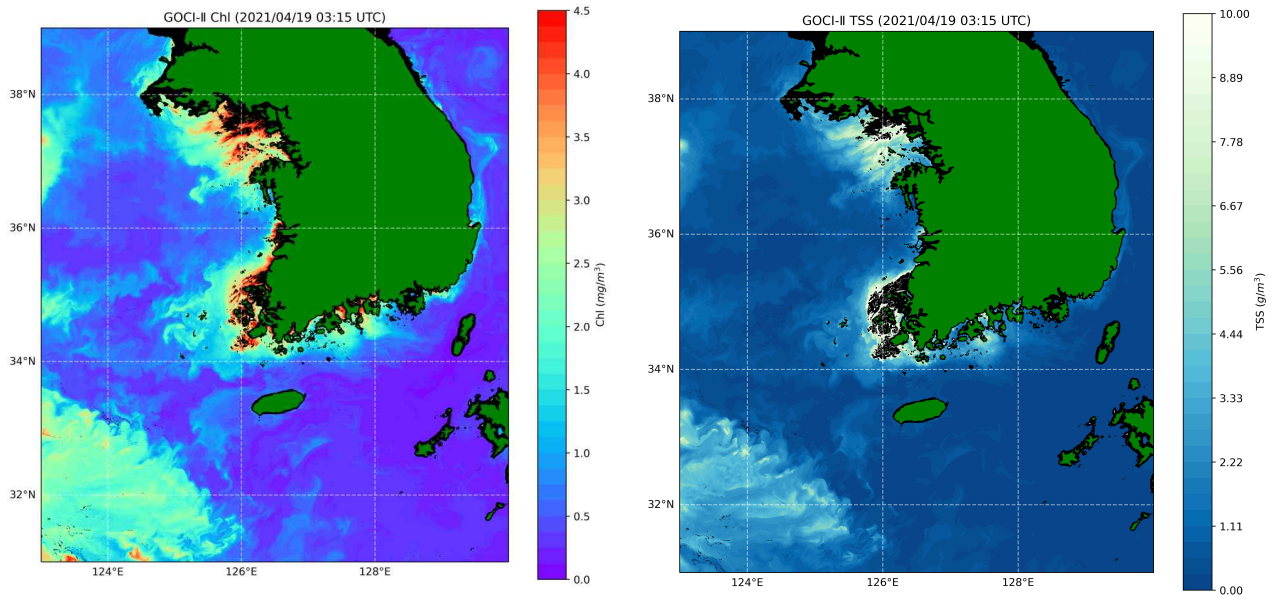 GOCI-Ⅱ Chl (2021/04/19 03:15 UTC)
38°N
36°N
34°N
32°N
124°E 126°E 128°E
4.5
4.0
3.5
3.0
2.5
2.0
1.5
1.0
0.5
0.0
Chl (mg/m³)
GOCI-Ⅱ TSS (2021/04/19 03:15 UTC)
38°N
36°N
34°N
32°N
124°E 126°E 128°E
10.00
8.89
7.78
6.67
5.56
4.44
3.33
2.22
1.11
0.00
TSS (g/m³)